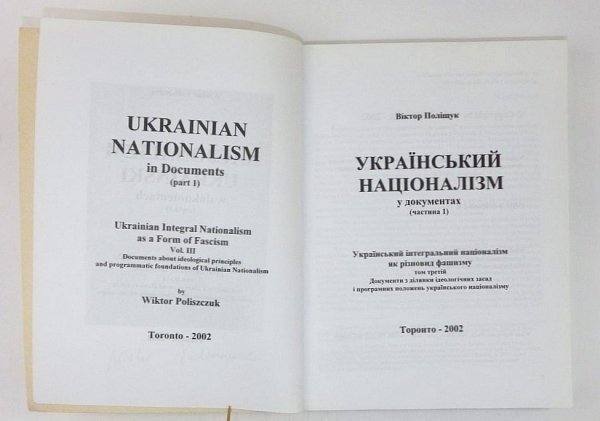 UKRAINIAN
NATIONALISM
in Documents
(part 1)
Ukrainian Integral Nationalism
as a Form of Fascism
Vol. III
Documents about ideological principles
and programmatic foundations of Ukrainian Nationalism
by
Wiktor Poliszczuk
Toronto - 2002
Віктор Поліщук
УКРАЇНСЬКИЙ
НАЦІОНАЛІЗМ
у документах
(частина 1)
Український інтегральний націоналізм
як різновид фашизму
том третій
Документи з ділянки ідеологічних засад
і програмних положень українського націоналізму
Торонто - 2002